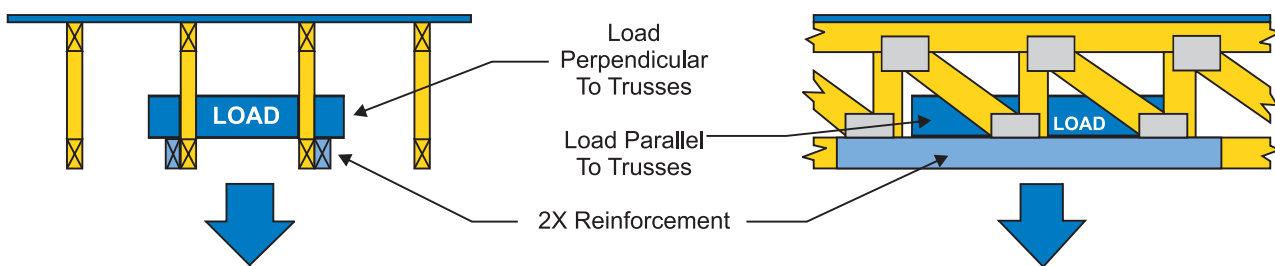 Load
Perpendicular
To Trusses
LOAD
Load Parallel
To Trusses
LOAD
2X Reinforcement